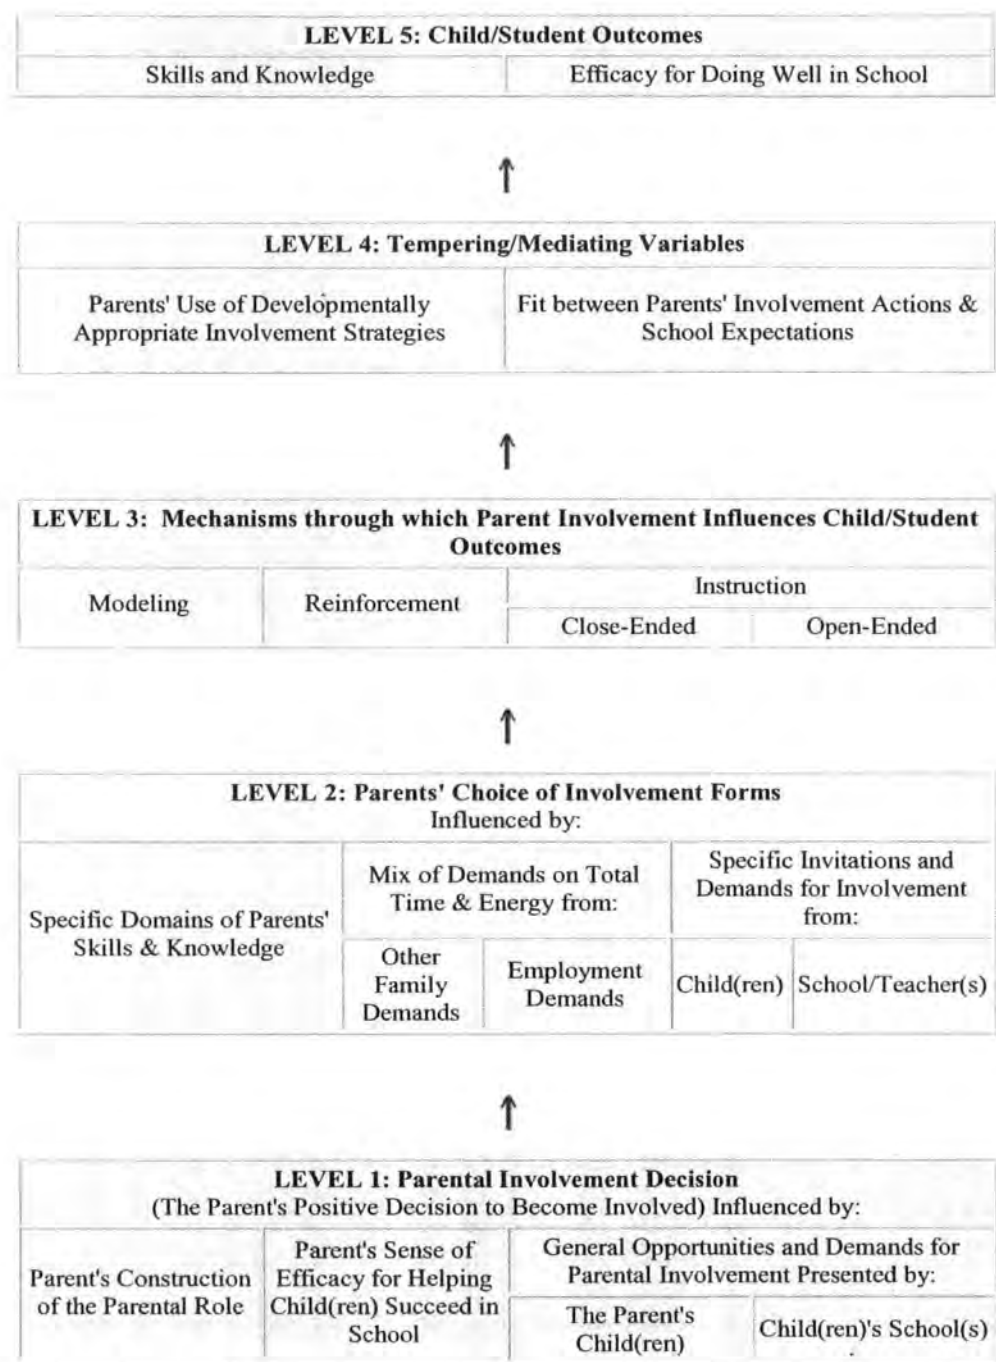 LEVEL 5: Child/Student Outcomes
Skills and Knowledge
Efficacy for Doing Well in School
↑
LEVEL 4: Tempering/Mediating Variables
Parents' Use of Developmentally
Appropriate Involvement Strategies
Fit between Parents' Involvement Actions &
School Expectations
↑
LEVEL 3: Mechanisms through which Parent Involvement Influences Child/Student
Outcomes
Modeling
Reinforcement
Instruction
Close-Ended
Open-Ended
↑
LEVEL 2: Parents' Choice of Involvement Forms
Influenced by:
Specific Domains of Parents'
Skills & Knowledge
Mix of Demands on Total
Time & Energy from:
Other
Family
Demands
Employment
Demands
Specific Invitations and
Demands for Involvement
from:
Child(ren)
School/Teacher(s)
↑
LEVEL 1: Parental Involvement Decision
(The Parent's Positive Decision to Become Involved) Influenced by:
Parent's Construction
of the Parental Role
Parent's Sense of
Efficacy for Helping
Child(ren) Succeed in
School
General Opportunities and Demands for
Parental Involvement Presented by:
The Parent's
Child(ren)
Child(ren)'s School(s)